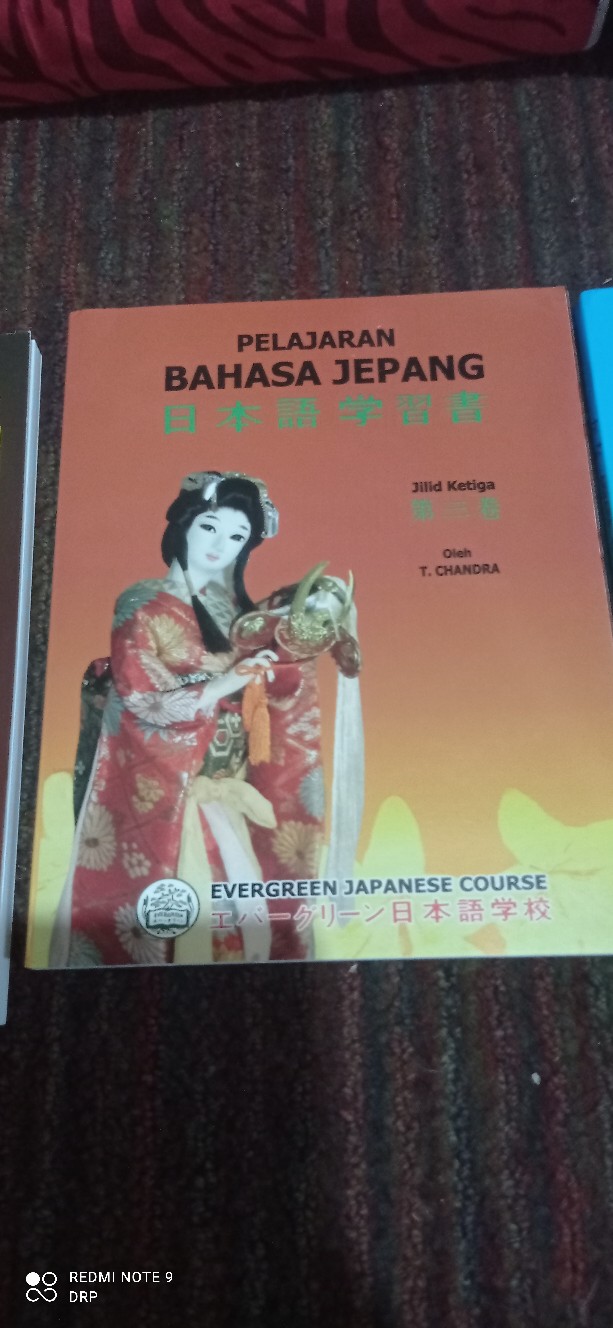 PELAJARAN
BAHASA JEPANG
日本語学習書
Jilid Ketiga
第三巻
Oleh
T. CHANDRA
EVERGREEN JAPANESE COURSE
エバーグリーン日本語学校
REDMI NOTE 9
DRP